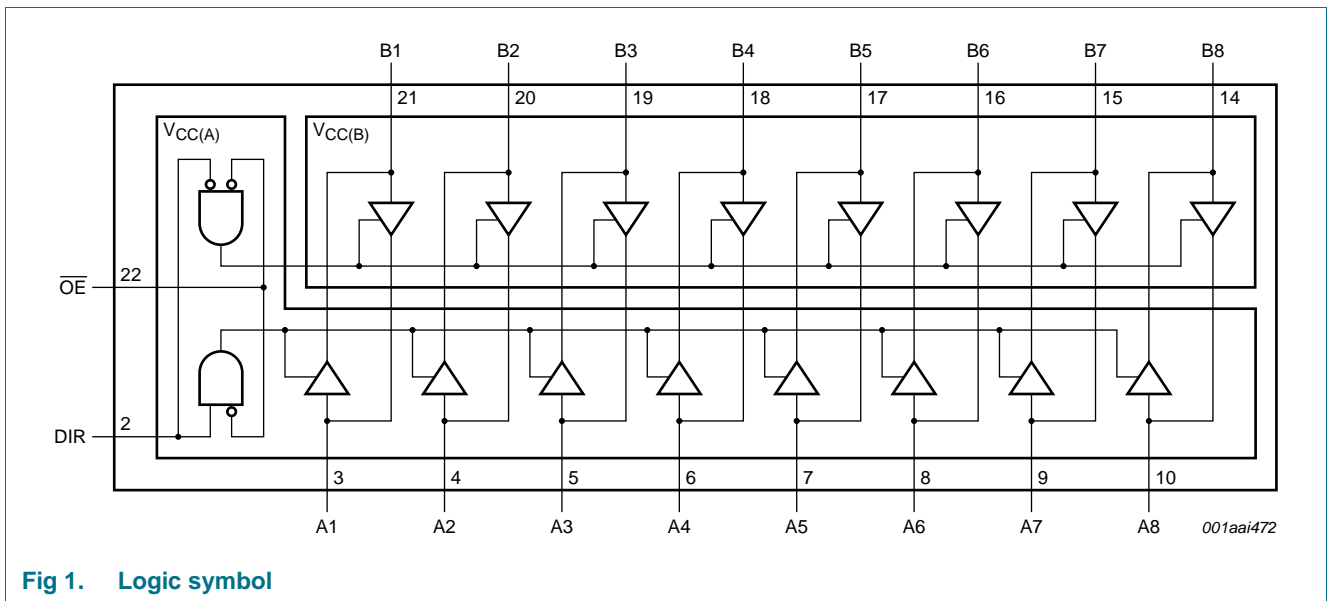 B1 B2 B3 B4 B5 B6 B7 B8
21 20 19 18 17 16 15 14
VCC(A) VCC(B)
OE 22
DIR 2
3 4 5 6 7 8 9 10
A1 A2 A3 A4 A5 A6 A7 A8 001aai472
Fig 1. Logic symbol